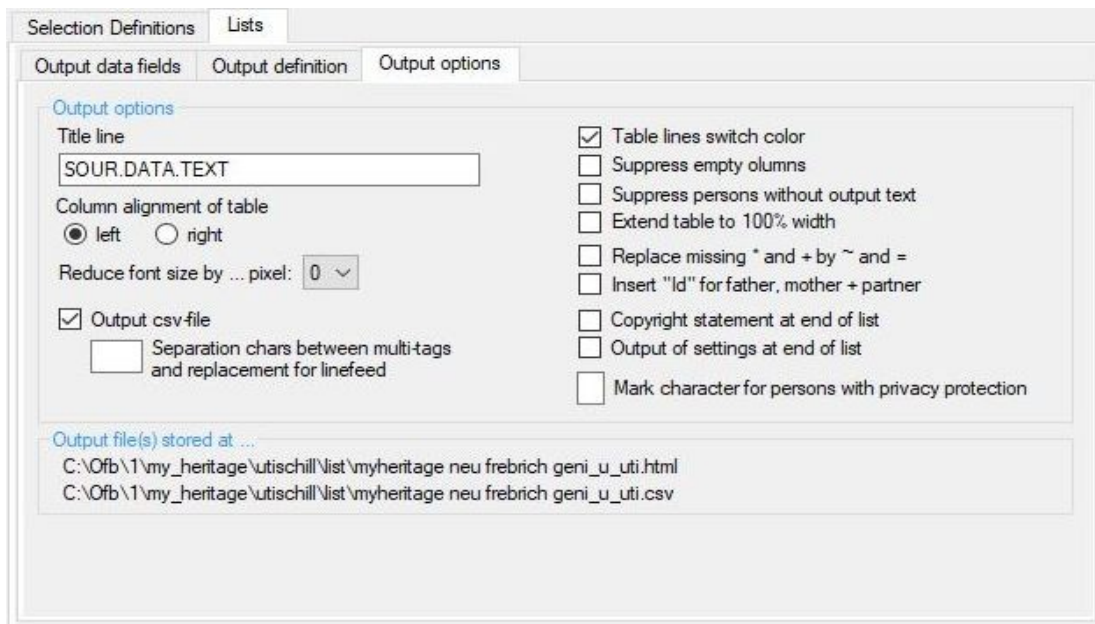 Selection Definitions Lists
Output data fields Output definition Output options
Output options
Title line
SOUR.DATA.TEXT
Column alignment of table
left right
Reduce font size by ... pixel: 0
Output csv-file
Separation chars between multi-tags
and replacement for linefeed
Table lines switch color
Suppress empty olumns
Suppress persons without output text
Extend table to 100% width
Replace missing * and + by ~ and =
Insert "Id" for father, mother + partner
Copyright statement at end of list
Output of settings at end of list
Mark character for persons with privacy protection
Output file(s) stored at ...
C:\Ofb\1\my_heritage\utischill\list\myheritage neu frebrich geni_u_uti.html
C:\Ofb\1\my_heritage\utischill\list\myheritage neu frebrich geni_u_uti.csv